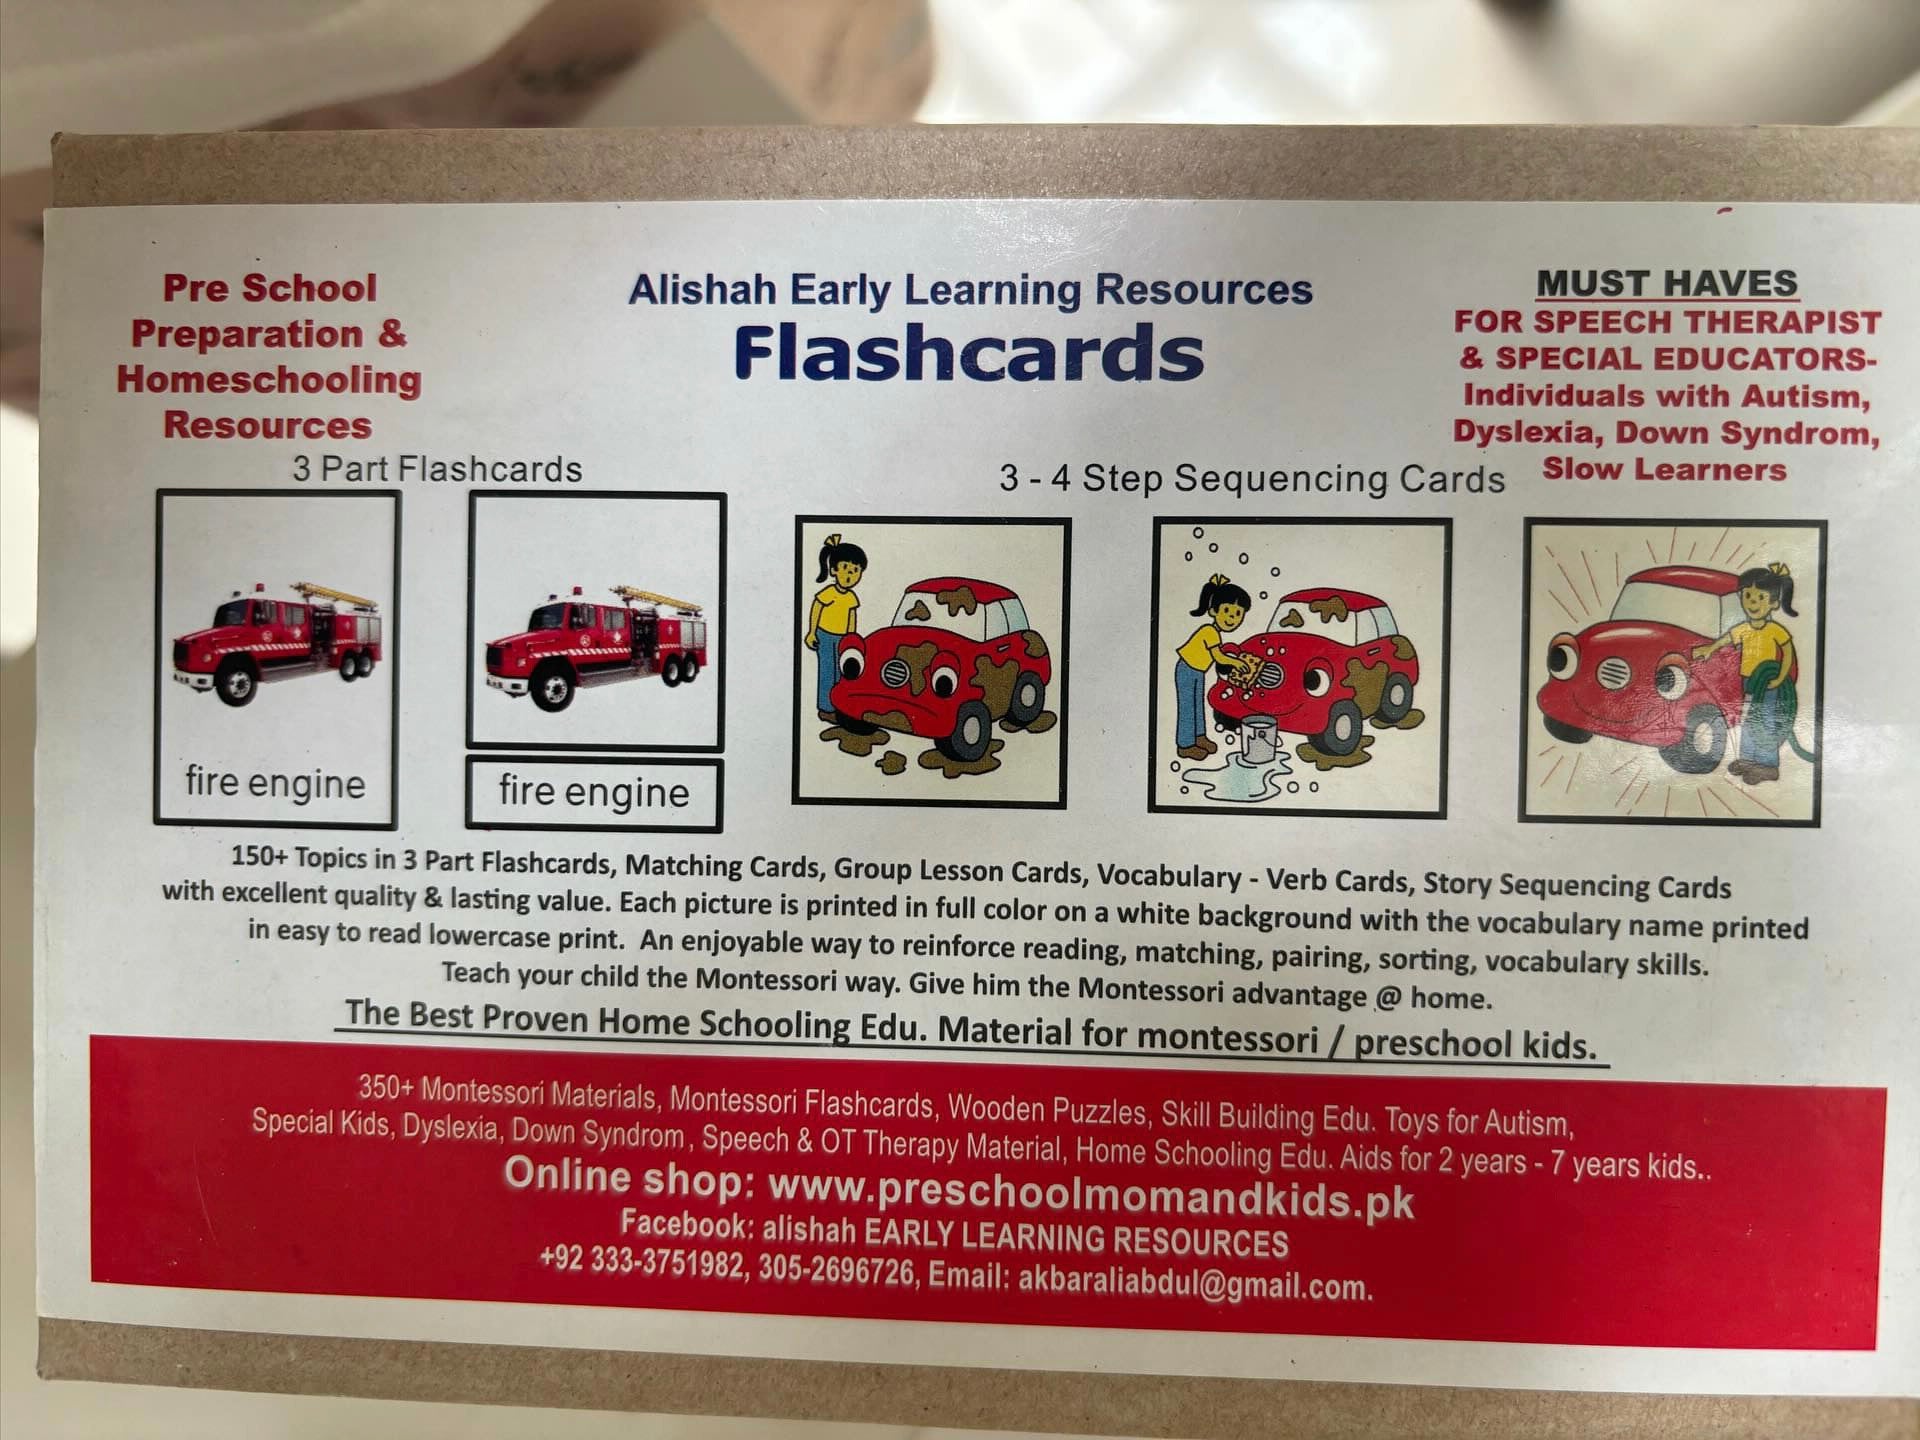 Pre School
Preparation &
Homeschooling
Resources
Alishah Early Learning Resources
Flashcards
MUST HAVES
FOR SPEECH THERAPIST
& SPECIAL EDUCATORS-
Individuals with Autism,
Dyslexia, Down Syndrom,
Slow Learners
3 Part Flashcards
3 - 4 Step Sequencing Cards
fire engine
fire engine
150+ Topics in 3 Part Flashcards, Matching Cards, Group Lesson Cards, Vocabulary - Verb Cards, Story Sequencing Cards
with excellent quality & lasting value. Each picture is printed in full color on a white background with the vocabulary name printed
in easy to read lowercase print. An enjoyable way to reinforce reading, matching, pairing, sorting, vocabulary skills.
Teach your child the Montessori way. Give him the Montessori advantage @ home.
The Best Proven Home Schooling Edu. Material for montessori / preschool kids.
350+ Montessori Materials, Montessori Flashcards, Wooden Puzzles, Skill Building Edu. Toys for Autism,
Special Kids, Dyslexia, Down Syndrom, Speech & OT Therapy Material, Home Schooling Edu. Aids for 2 years - 7 years kids..
Online shop: www.preschoolmomandkids.pk
Facebook: alishah EARLY LEARNING RESOURCES
+92 333-3751982, 305-2696726, Email: akbaraliabdul@gmail.com.